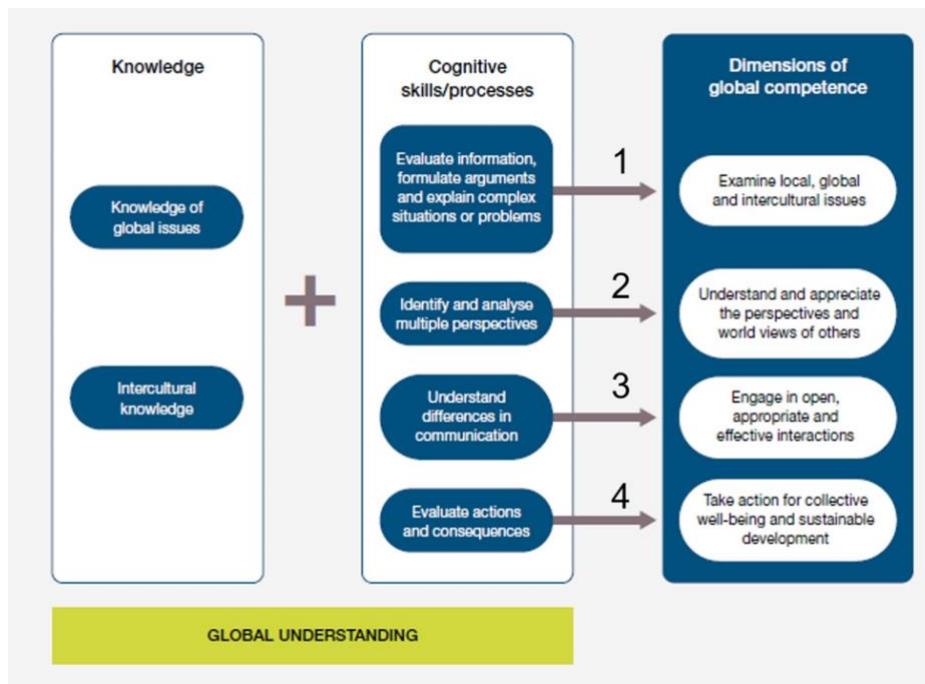 Knowledge
Knowledge of
global issues
Intercultural
knowledge
+
Cognitive
skills/processes
Evaluate information,
formulate arguments
and explain complex
situations or problems
Identify and analyse
multiple perspectives
Understand
differences in
communication
Evaluate actions
and consequences
1
2
3
4
Dimensions of
global competence
Examine local, global
and intercultural issues
Understand and appreciate
the perspectives and
world views of others
Engage in open,
appropriate and
effective interactions
Take action for collective
well-being and sustainable
development
GLOBAL UNDERSTANDING